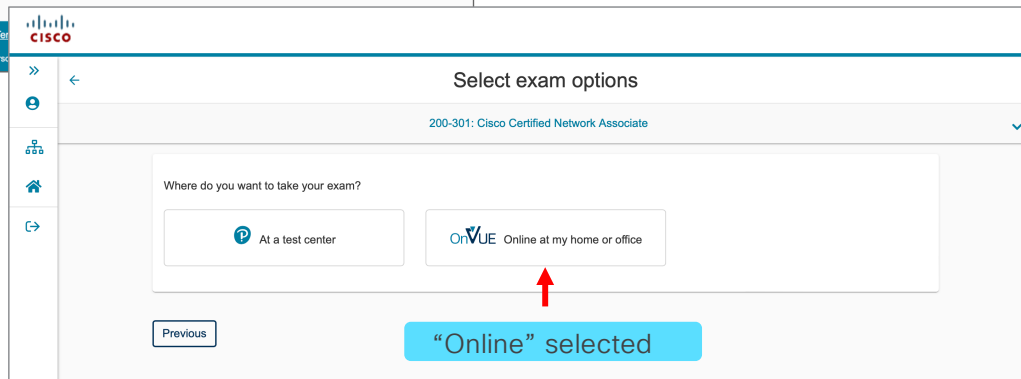 CISCO
Select exam options
200-301: Cisco Certified Network Associate
Where do you want to take your exam?
At a test center
OnVUE Online at my home or office
Previous
“Online” selected